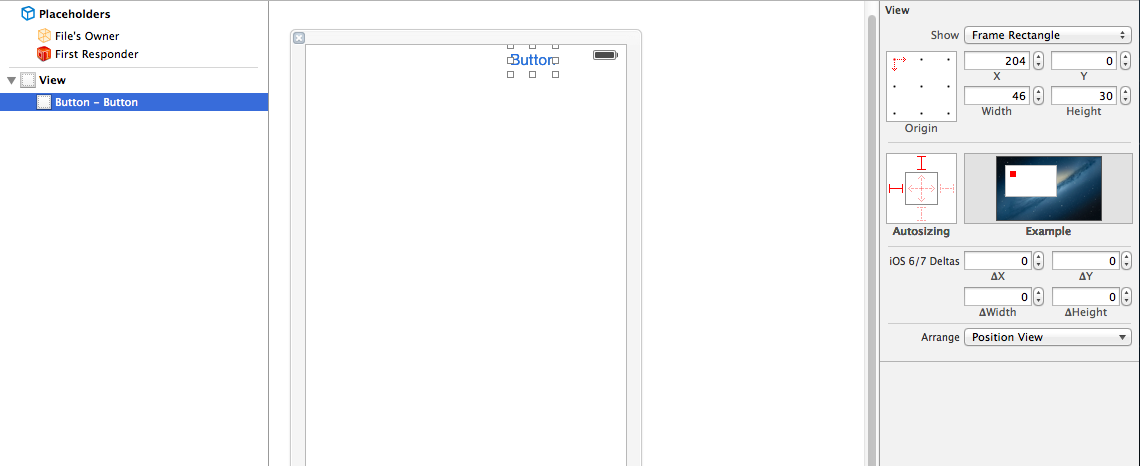 Placeholders
File's Owner
First Responder
View
Button - Button
Button
View
Show Frame Rectangle
204 0
X Y
46 30
Width Height
Origin
Autosizing Example
iOS 6/7 Deltas 0 0
ΔX ΔY
0 0
ΔWidth ΔHeight
Arrange Position View